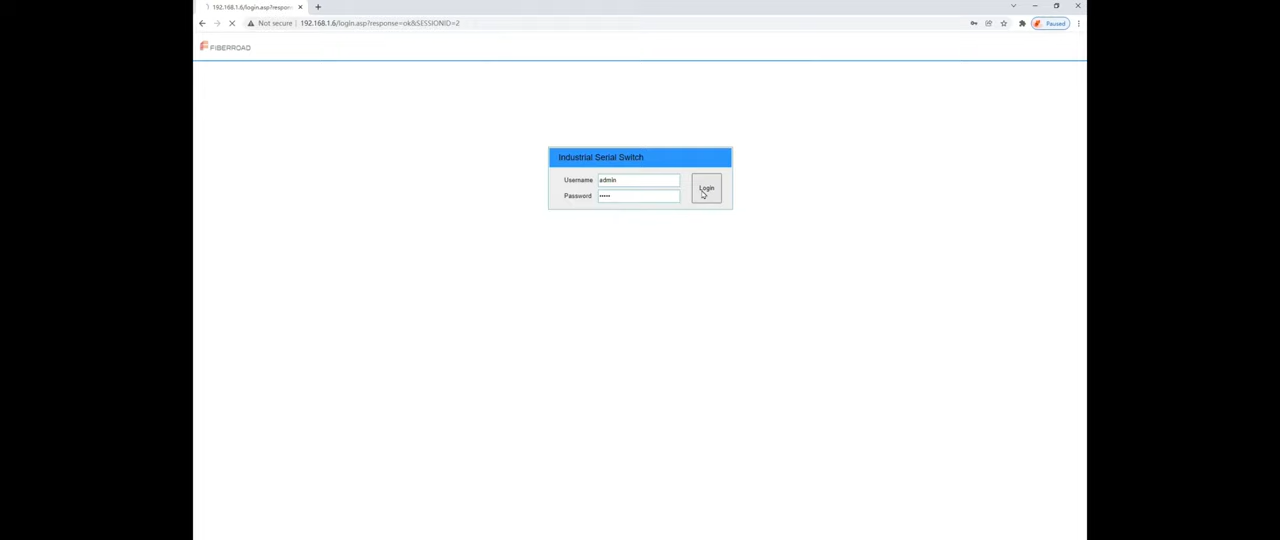 192.168.1.6/login.asp?respons
Not secure | 192.168.1.6/login.asp?response=ok&SESSIONID=2
Paused
FIBERROAD
Industrial Serial Switch
Username admin
Login
Password •••••